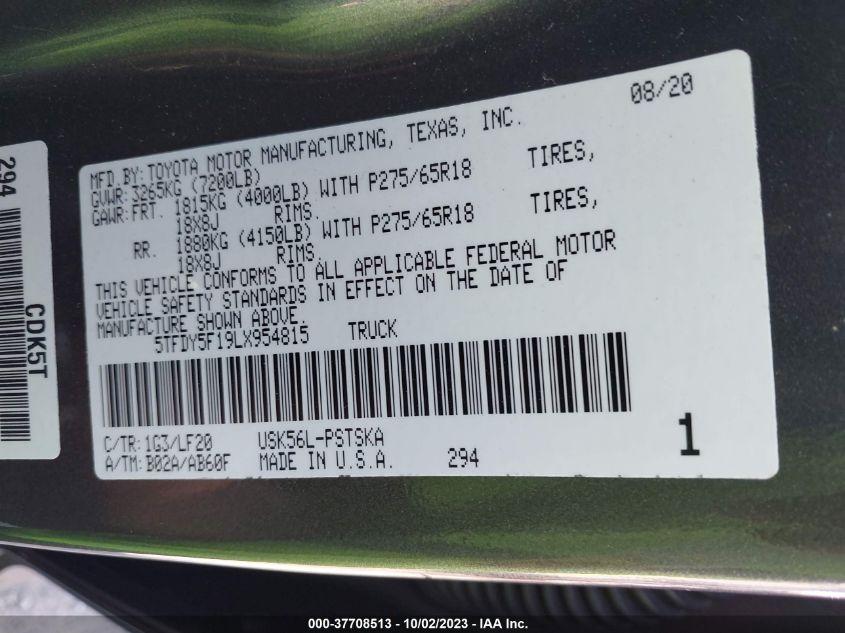 08/20
MFD.BY: TOYOTA MOTOR MANUFACTURING, TEXAS, INC.
GVWR: 3265KG (7200LB)
GAWR: FRT. 1815KG (4000LB) WITH P275/65R18 TIRES,
18X8J RIMS.
RR. 1880KG (4150LB) WITH P275/65R18 TIRES,
18X8J RIMS.
THIS VEHICLE CONFORMS TO ALL APPLICABLE FEDERAL MOTOR
VEHICLE SAFETY STANDARDS IN EFFECT ON THE DATE OF
MANUFACTURE SHOWN ABOVE.
5TFDY5F19LX954815 TRUCK
C/TR: 1G3/LF20 USK56L-PSTSKA
A/TM: B02A/AB60F MADE IN U.S.A. 294
1
294
CDK5T
000-37708513 - 10/02/2023 - IAA Inc.